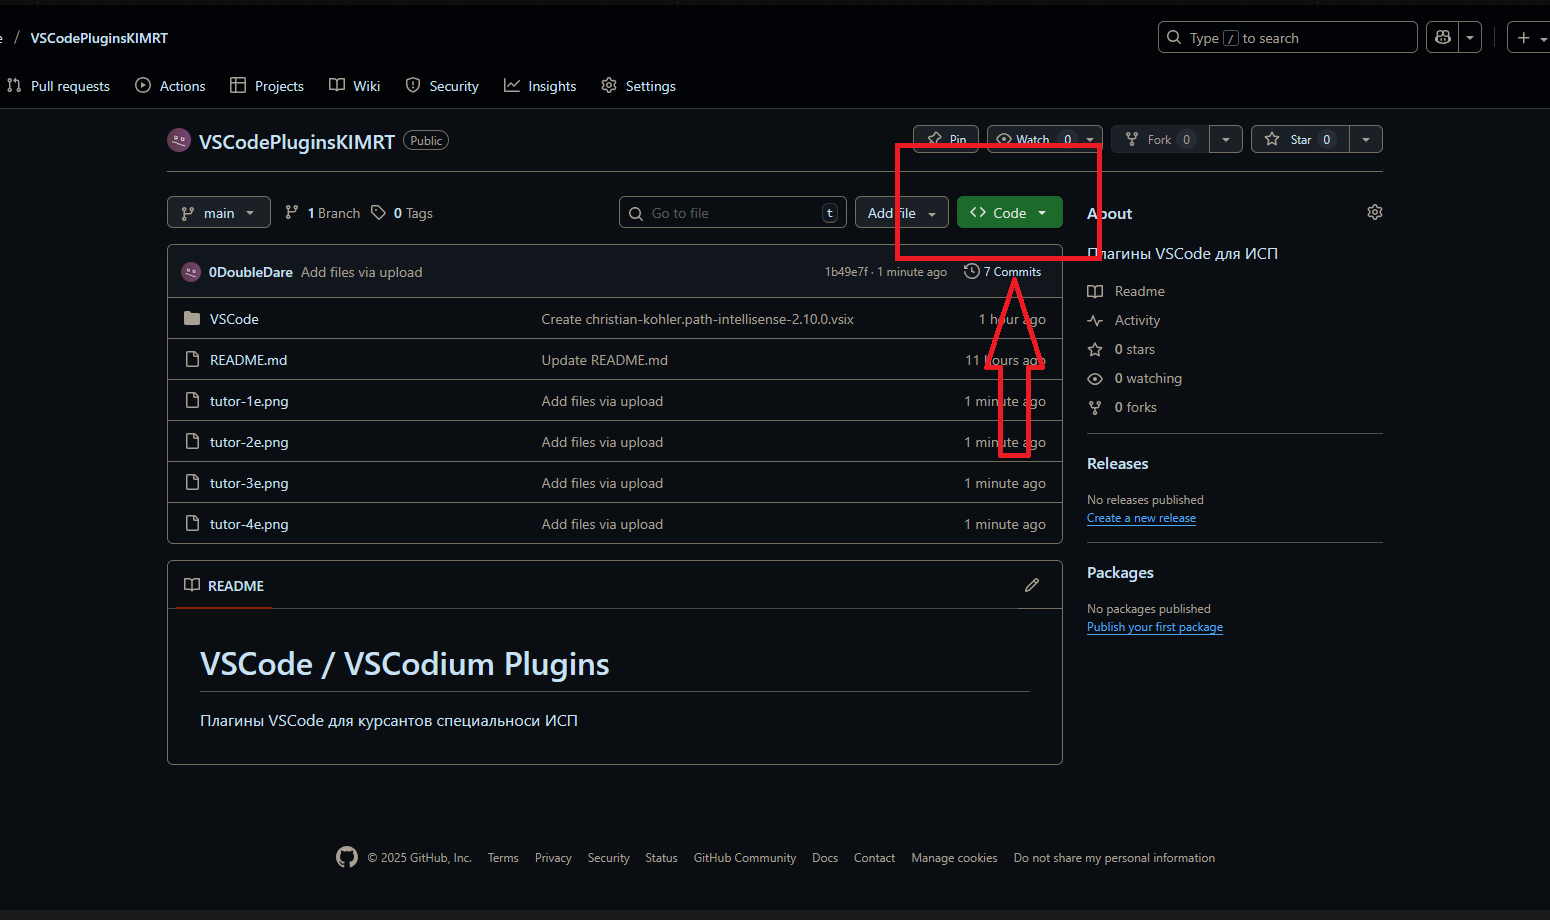 e / VSCodePluginsKIMRT
Type / to search
Pull requests Actions Projects Wiki Security Insights Settings
VSCodePluginsKIMRT Public
Pin Watch 0 Fork 0 Star 0
main 1 Branch 0 Tags Go to file t Add file Code
About
Плагины VSCode для ИСП
Readme
Activity
0 stars
0 watching
0 forks
Releases
No releases published
Create a new release
Packages
No packages published
Publish your first package
0DoubleDare Add files via upload 1b49e7f · 1 minute ago 7 Commits
VSCode Create christian-kohler.path-intellisense-2.10.0.vsix 1 hour ago
README.md Update README.md 11 hours ago
tutor-1e.png Add files via upload 1 minute ago
tutor-2e.png Add files via upload 1 minute ago
tutor-3e.png Add files via upload 1 minute ago
tutor-4e.png Add files via upload 1 minute ago
README
VSCode / VSCodium Plugins
Плагины VSCode для курсантов специальноси ИСП
© 2025 GitHub, Inc. Terms Privacy Security Status GitHub Community Docs Contact Manage cookies Do not share my personal information